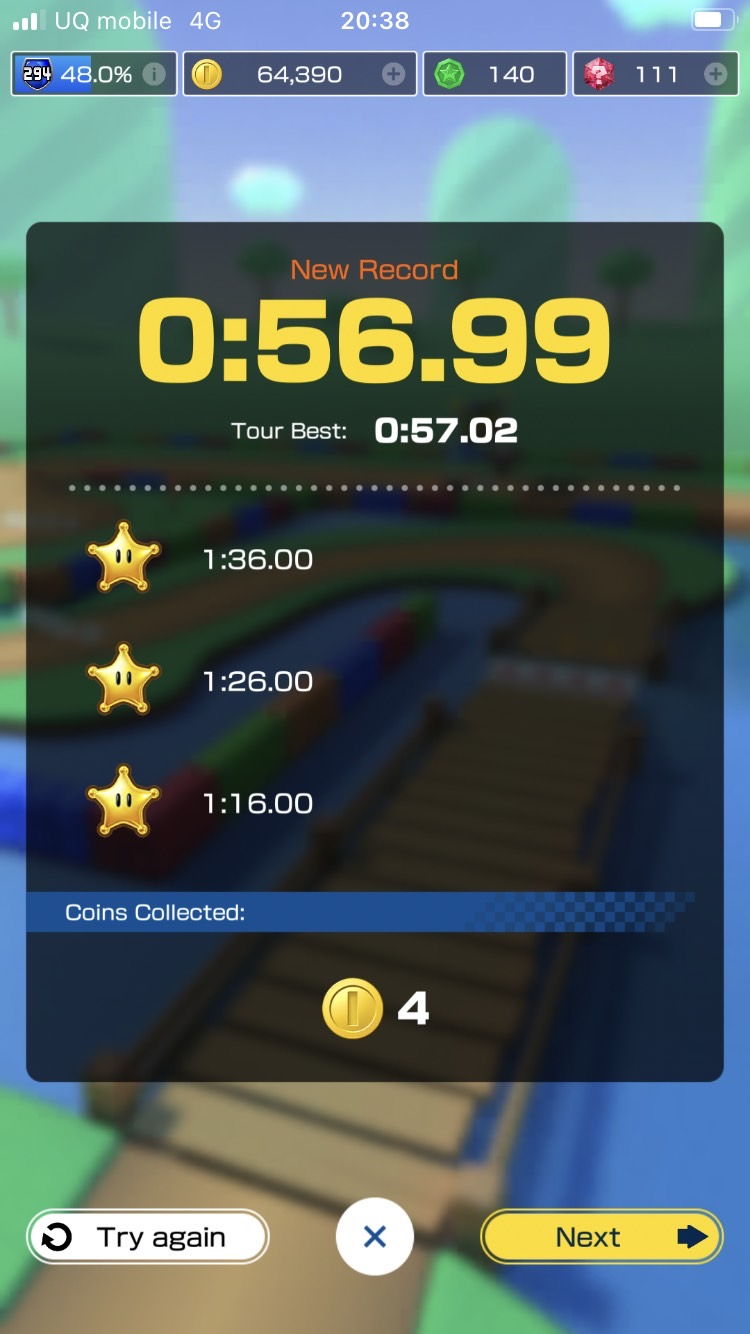 UQ mobile 4G 20:38
294 48.0% i 64,390 + 140 ? 111 +
New Record
0:56.99
Tour Best: 0:57.02
1:36.00
1:26.00
1:16.00
Coins Collected:
4
Try again × Next